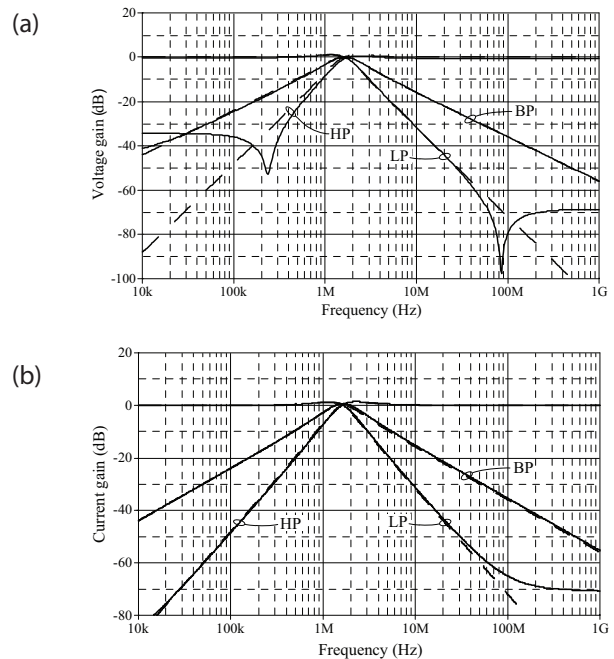 (a)
Voltage gain (dB)
20
0
-20
-40
-60
-80
-100
HP
LP
BP
10k 100k 1M 10M 100M 1G
Frequency (Hz)
(b)
Current gain (dB)
20
0
-20
-40
-60
-80
HP
LP
BP
10k 100k 1M 10M 100M 1G
Frequency (Hz)